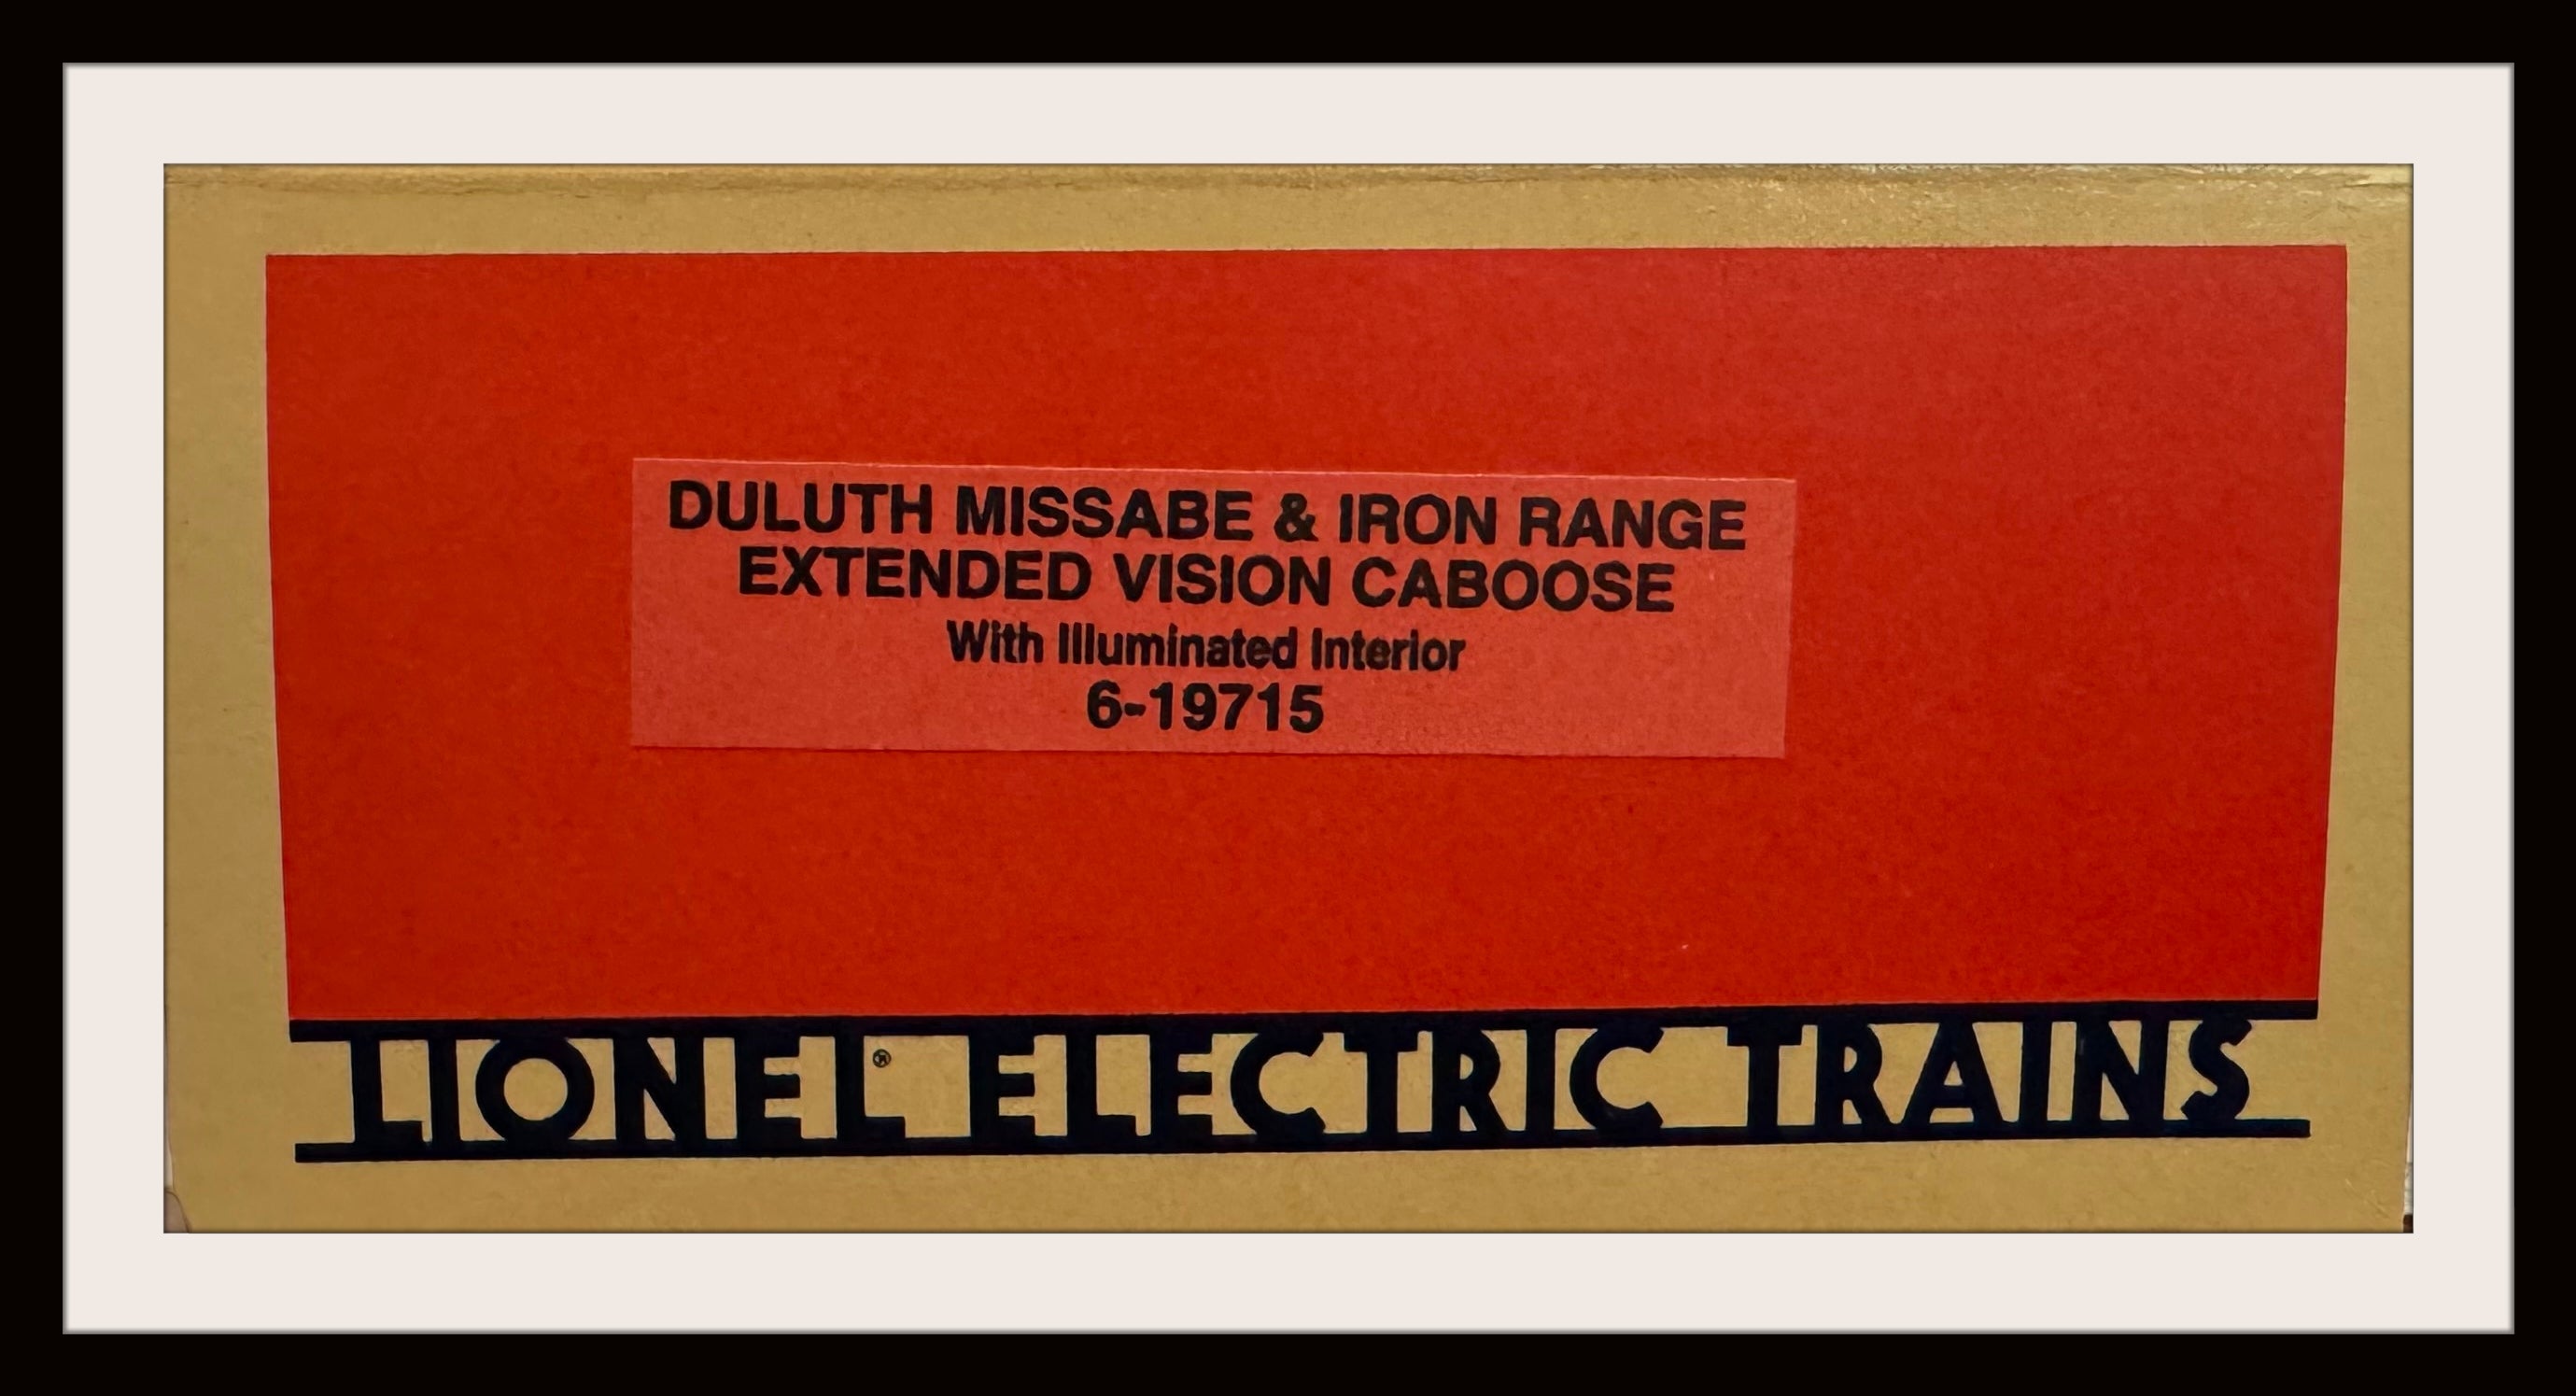 DULUTH MISSABE & IRON RANGE
EXTENDED VISION CABOOSE
With Illuminated Interior
6-19715
LIONEL® ELECTRIC TRAINS